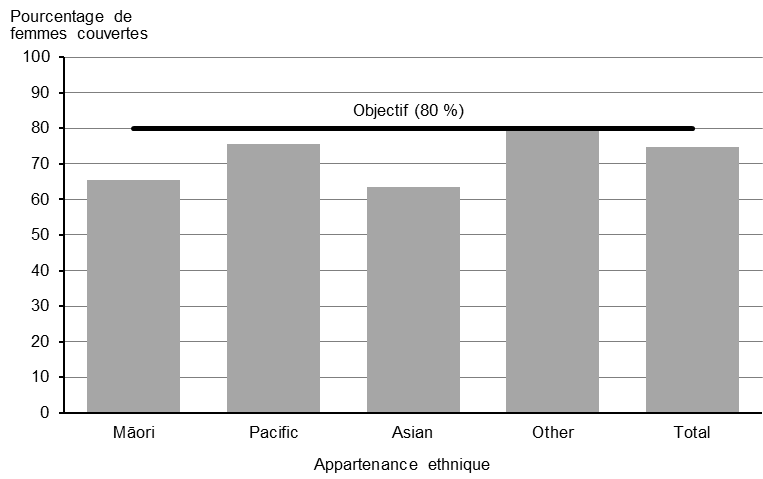 Pourcentage de
femmes couvertes
100
90
80
70
60
50
40
30
20
10
0
Objectif (80 %)
Māori Pacific Asian Other Total
Appartenance ethnique